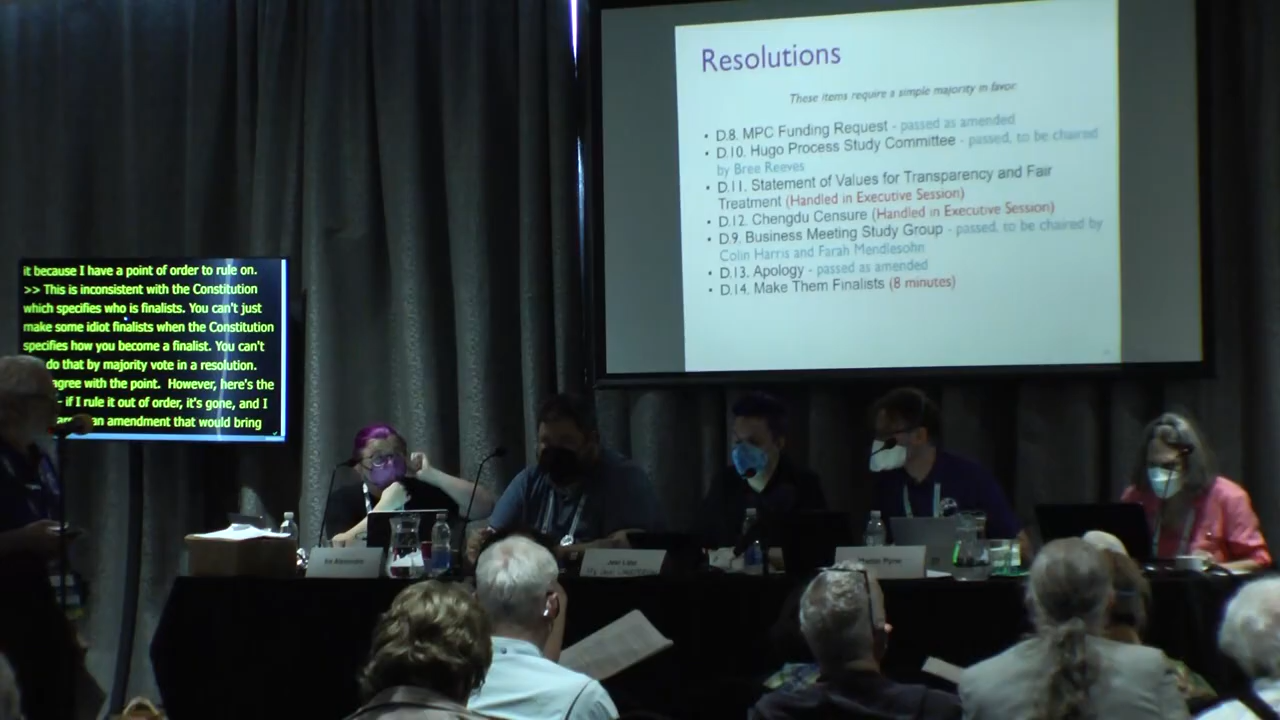 Resolutions
These items require a simple majority in favor
• D.8. MPC Funding Request - passed as amended
• D.10. Hugo Process Study Committee - passed, to be chaired
by Bree Reeves
• D.11. Statement of Values for Transparency and Fair
Treatment (Handled in Executive Session)
• D.12. Chengdu Censure (Handled in Executive Session)
• D.9. Business Meeting Study Group - passed, to be chaired by
Colin Harris and Farah Mendlesohn
• D.13. Apology - passed as amended
• D.14. Make Them Finalists (8 minutes)
it because I have a point of order to rule on.
>> This is inconsistent with the Constitution
which specifies who is finalists. You can't just
make some idiot finalists when the Constitution
specifies how you become a finalist. You can't
do that by majority vote in a resolution.
agree with the point. However, here's the
- if I rule it out of order, it's gone, and I
an amendment that would bring